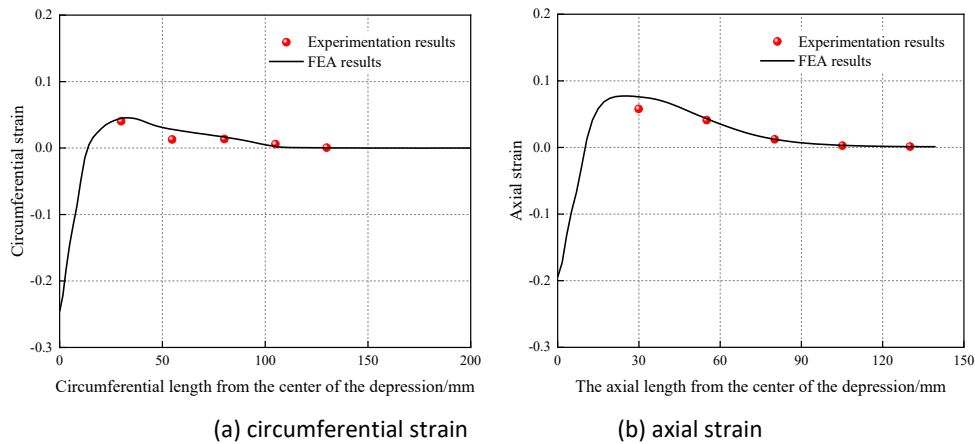 0.2
0.1
0.0
-0.1
-0.2
-0.3
Circumferential strain
Experimentation results
FEA results
0 50 100 150 200
Circumferential length from the center of the depression/mm
(a) circumferential strain
0.2
0.1
0.0
-0.1
-0.2
-0.3
Axial strain
Experimentation results
FEA results
0 30 60 90 120 150
The axial length from the center of the depression/mm
(b) axial strain